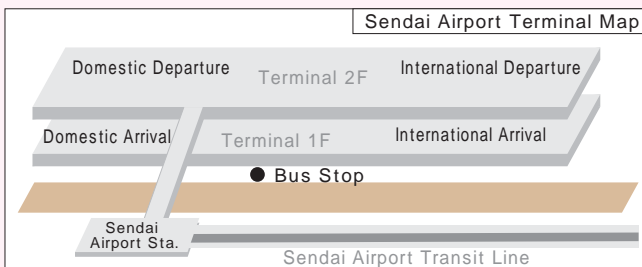 Sendai Airport Terminal Map
Domestic Departure
Terminal 2F
International Departure
Domestic Arrival
Terminal 1F
International Arrival
Bus Stop
Sendai
Airport Sta.
Sendai Airport Transit Line